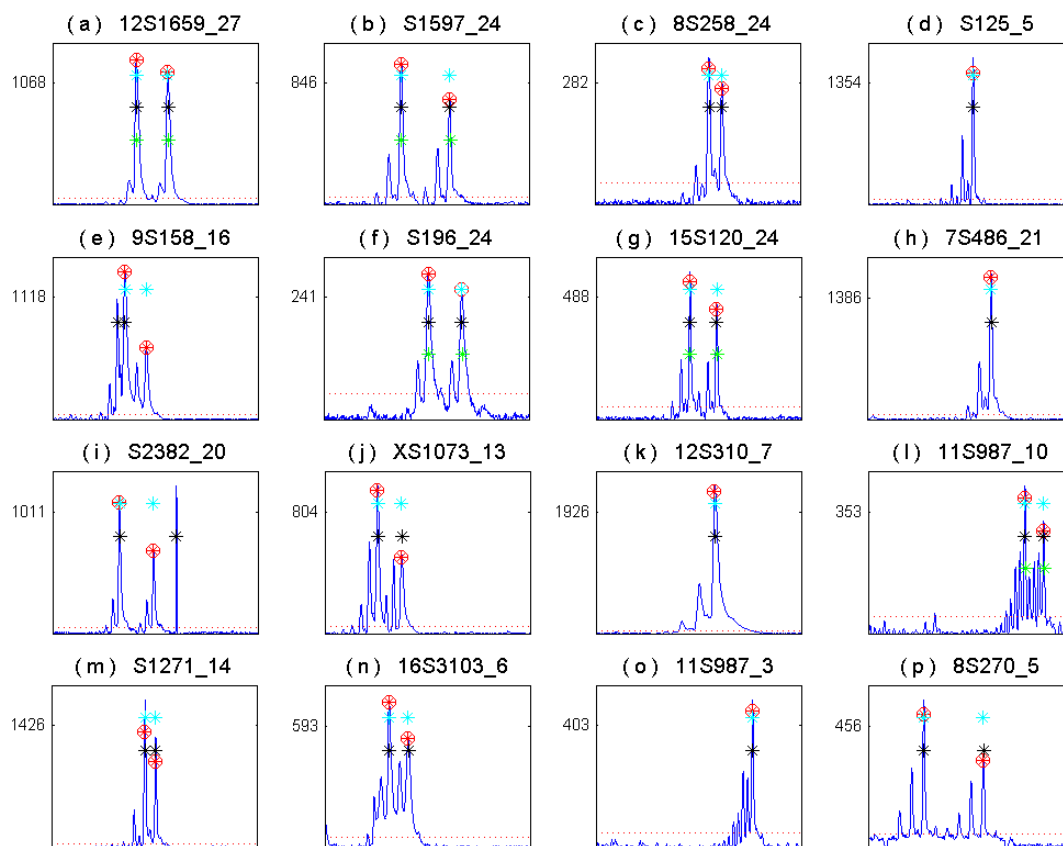 (a) 12S1659_27
(b) S1597_24
(c) 8S258_24
(d) S125_5
1068
846
282
1354
(e) 9S158_16
(f) S196_24
(g) 15S120_24
(h) 7S486_21
1118
241
488
1386
(i) S2382_20
(j) XS1073_13
(k) 12S310_7
(l) 11S987_10
1011
804
1926
353
(m) S1271_14
(n) 16S3103_6
(o) 11S987_3
(p) 8S270_5
1426
593
403
456